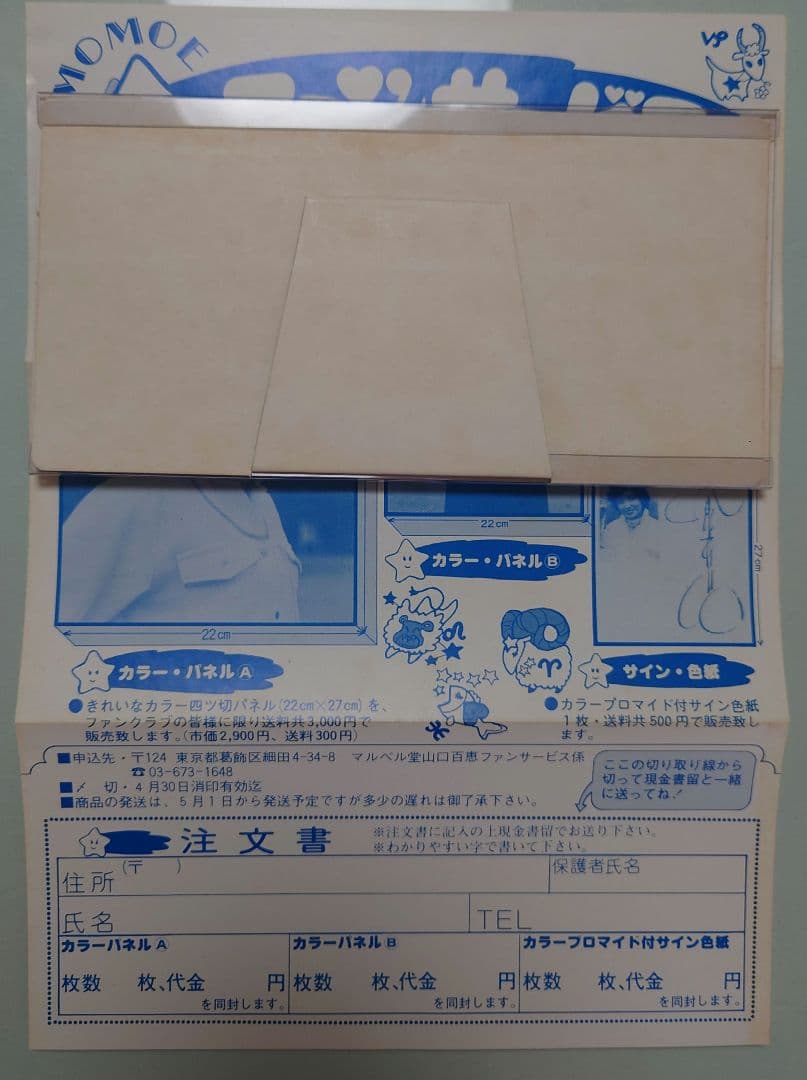 MOMOE
22cm
27cm
カラー・パネルⒷ
22cm
カラー・パネルⒶ
サイン・色紙
●きれいなカラー四ツ切パネル(22cm×27cm)を、
ファンクラブの皆様に限り送料共3,000円で
販売致します。(市価2,900円、送料300円)
●カラーブロマイド付サイン色紙
1枚・送料共500円で販売致し
ます。
■申込先・〒124 東京都葛飾区細田4-34-8 マルベル堂山口百恵ファンサービス係
☎03-673-1648
■〆 切・4月30日消印有効迄
■商品の発送は、5月1日から発送予定ですが多少の遅れは御了承下さい。
ここの切り取り線から
切って現金書留と一緒
に送ってね!
注文書
※注文書に記入の上現金書留でお送り下さい。
※わかりやすい字で書いて下さい。
住所(〒 )
保護者氏名
氏名
TEL
カラーパネルⒶ
カラーパネルⒷ
カラーブロマイド付サイン色紙
枚数 枚、代金 円
枚数 枚、代金 円
枚数 枚、代金 円
を同封します。
を同封します。
を同封します。